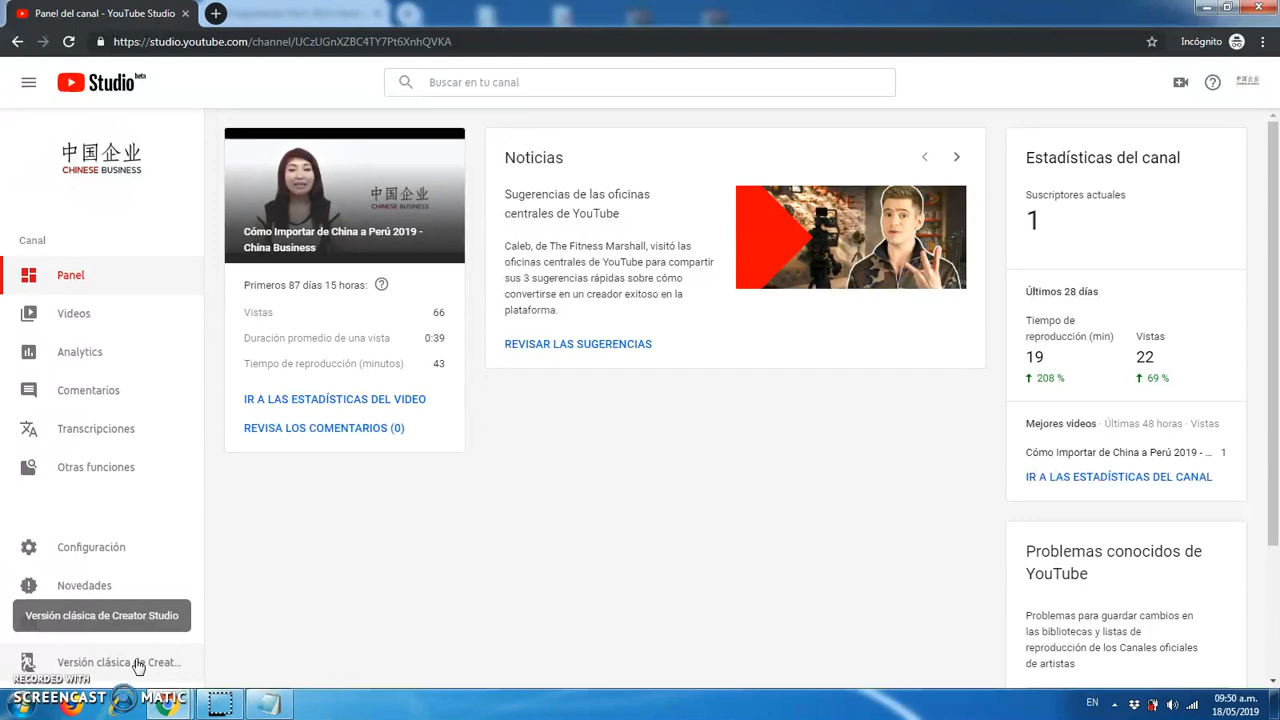 Panel del canal - YouTube Studio
https://studio.youtube.com/channel/UCzUGnXZBC4TY7Pt6XnhQVKA
Incógnito
Studio beta
Buscar en tu canal
中国企业
中国企业
CHINESE BUSINESS
Canal
Panel
Videos
Analytics
Comentarios
Transcripciones
Otras funciones
Configuración
Novedades
Versión clásica de Creator Studio
Versión clásica de Creat...
中国企业
CHINESE BUSINESS
Cómo Importar de China a Perú 2019 -
China Business
Primeros 87 días 15 horas:
Vistas 66
Duración promedio de una vista 0:39
Tiempo de reproducción (minutos) 43
IR A LAS ESTADÍSTICAS DEL VIDEO
REVISA LOS COMENTARIOS (0)
Noticias
Sugerencias de las oficinas
centrales de YouTube
Caleb, de The Fitness Marshall, visitó las
oficinas centrales de YouTube para compartir
sus 3 sugerencias rápidas sobre cómo
convertirse en un creador exitoso en la
plataforma.
REVISAR LAS SUGERENCIAS
Estadísticas del canal
Suscriptores actuales
1
Últimos 28 días
Tiempo de
reproducción (min) Vistas
19 22
208 % 69 %
Mejores videos · Últimas 48 horas · Vistas
Cómo Importar de China a Perú 2019 - ... 1
IR A LAS ESTADÍSTICAS DEL CANAL
Problemas conocidos de
YouTube
Problemas para guardar cambios en
las bibliotecas y listas de
reproducción de los Canales oficiales
de artistas
RECORDED WITH
SCREENCAST MATIC
EN
09:50 a.m.
18/05/2019